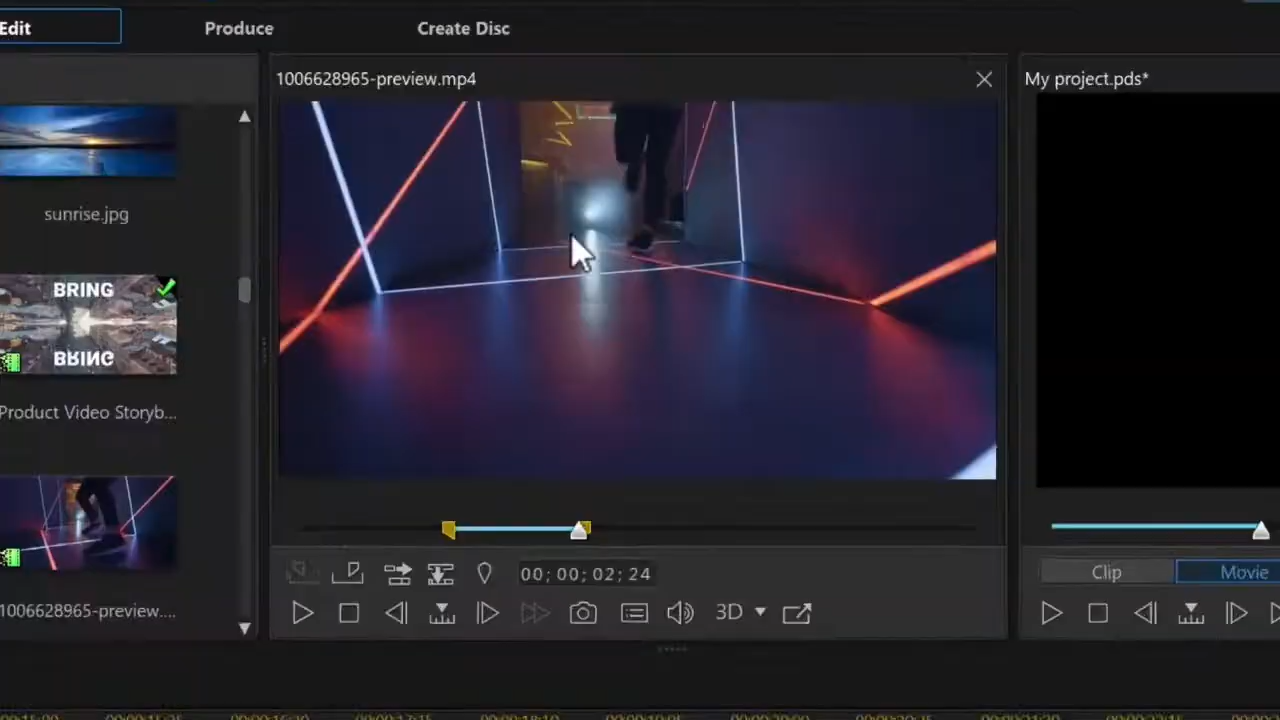 Edit
Produce
Create Disc
1006628965-preview.mp4
My project.pds*
sunrise.jpg
BRING
BRING
Product Video Storyb...
1006628965-preview....
00; 00; 02; 24
Clip
Movie
3D